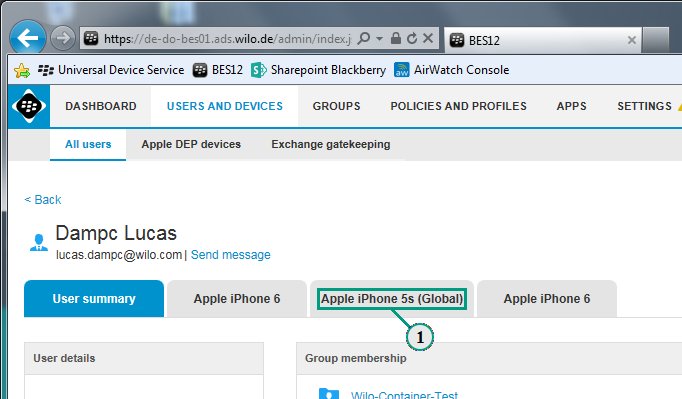 https://de-do-bes01.ads.wilo.de/admin/index.j
BES12
Universal Device Service BES12 Sharepoint Blackberry aw AirWatch Console
DASHBOARD USERS AND DEVICES GROUPS POLICIES AND PROFILES APPS SETTINGS
All users Apple DEP devices Exchange gatekeeping
< Back
Dampc Lucas
lucas.dampc@wilo.com | Send message
User summary Apple iPhone 6 Apple iPhone 5s (Global) Apple iPhone 6
1
User details Group membership
Wilo-Container-Test